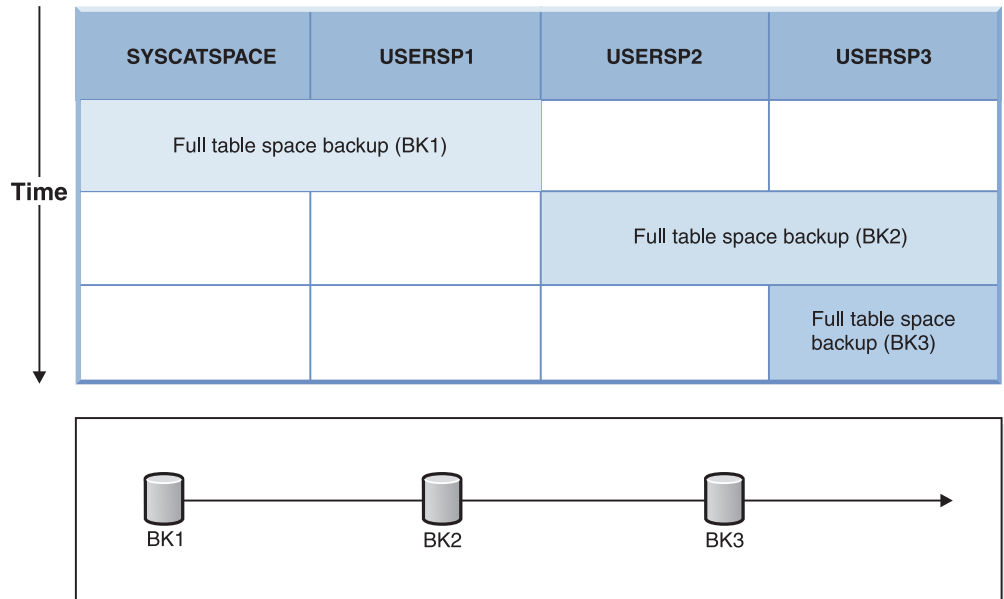 SYSCATSPACE USERSP1 USERSP2 USERSP3
Full table space backup (BK1)
Time
Full table space backup (BK2)
Full table space
backup (BK3)
BK1 BK2 BK3